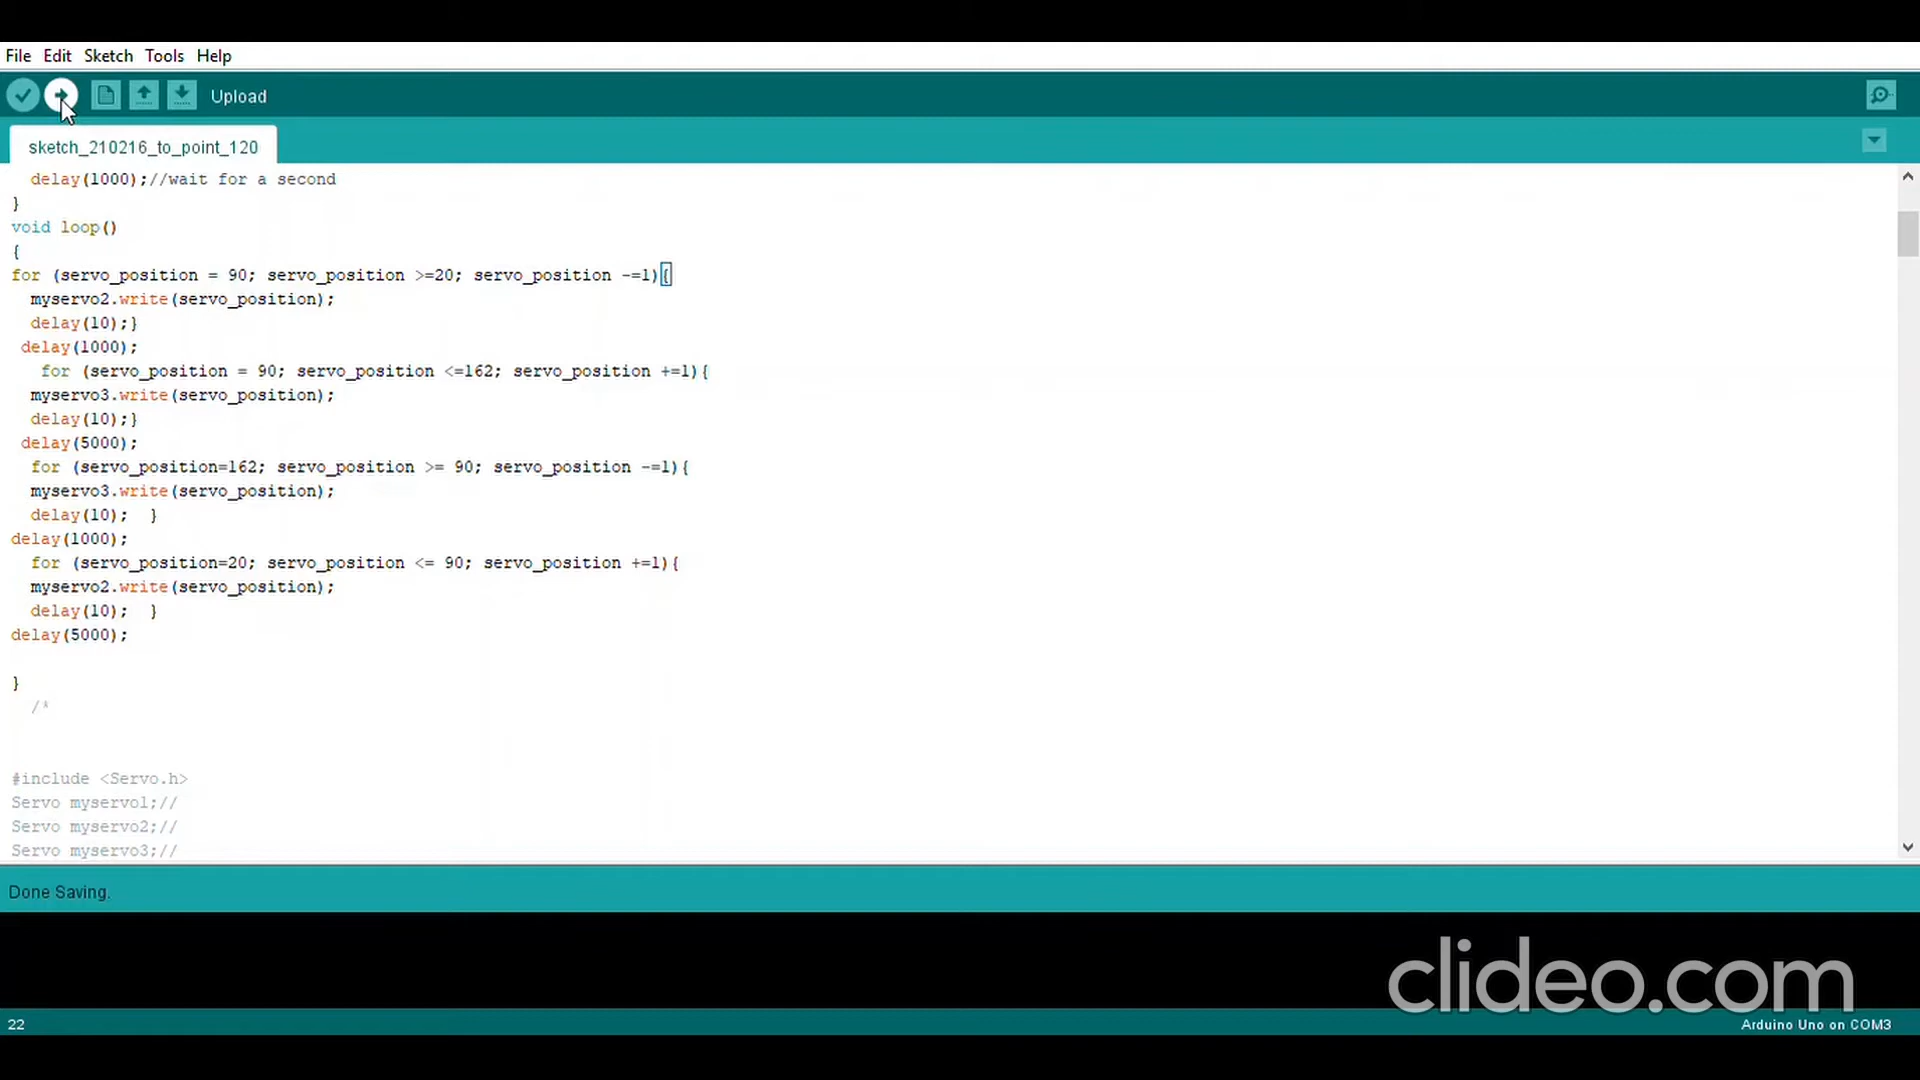 File Edit Sketch Tools Help
Upload
sketch_210216_to_point_120
delay(1000);//wait for a second
}
void loop()
{
for (servo_position = 90; servo_position >=20; servo_position -=1){
myservo2.write(servo_position);
delay(10);}
delay(1000);
for (servo_position = 90; servo_position <=162; servo_position +=1){
myservo3.write(servo_position);
delay(10);}
delay(5000);
for (servo_position=162; servo_position >= 90; servo_position -=1){
myservo3.write(servo_position);
delay(10);  }
delay(1000);
for (servo_position=20; servo_position <= 90; servo_position +=1){
myservo2.write(servo_position);
delay(10);  }
delay(5000);
}
/*
#include <Servo.h>
Servo myservo1;//
Servo myservo2;//
Servo myservo3;//
Done Saving.
clideo.com
22
Arduino Uno on COM3